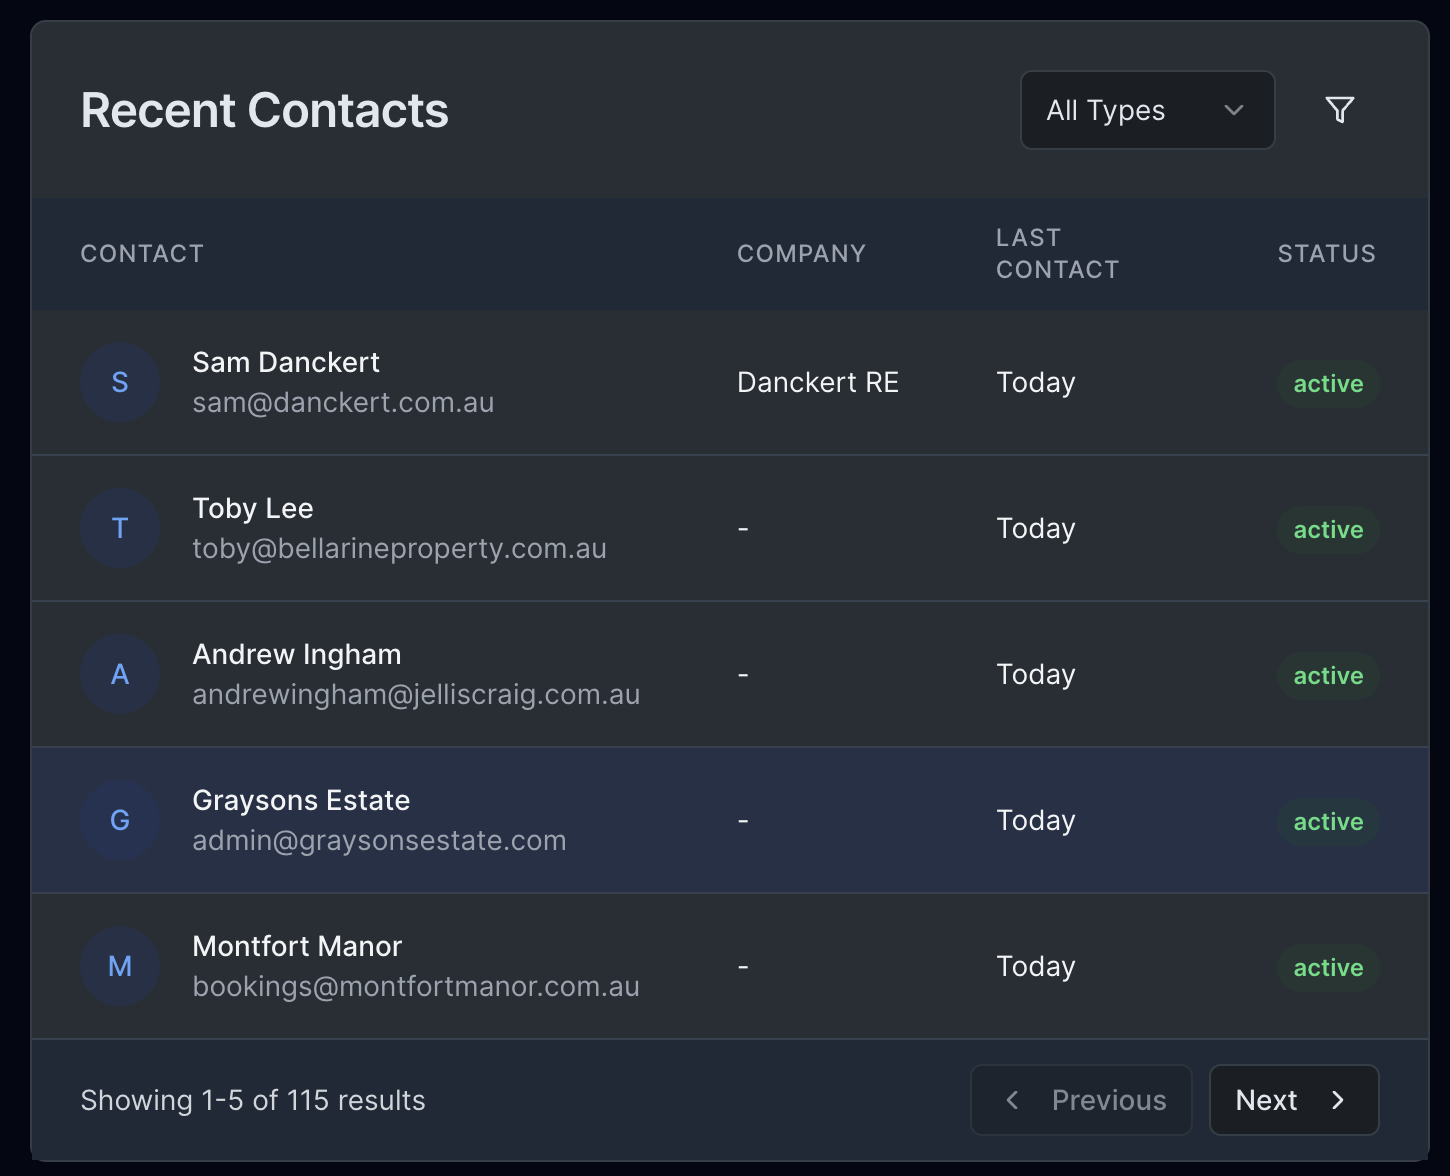 Recent Contacts
All Types
CONTACT COMPANY LAST CONTACT STATUS
S
Sam Danckert
sam@danckert.com.au
Danckert RE
Today
active
T
Toby Lee
toby@bellarineproperty.com.au
-
Today
active
A
Andrew Ingham
andrewingham@jelliscraig.com.au
-
Today
active
G
Graysons Estate
admin@graysonsestate.com
-
Today
active
M
Montfort Manor
bookings@montfortmanor.com.au
-
Today
active
Showing 1-5 of 115 results
Previous
Next